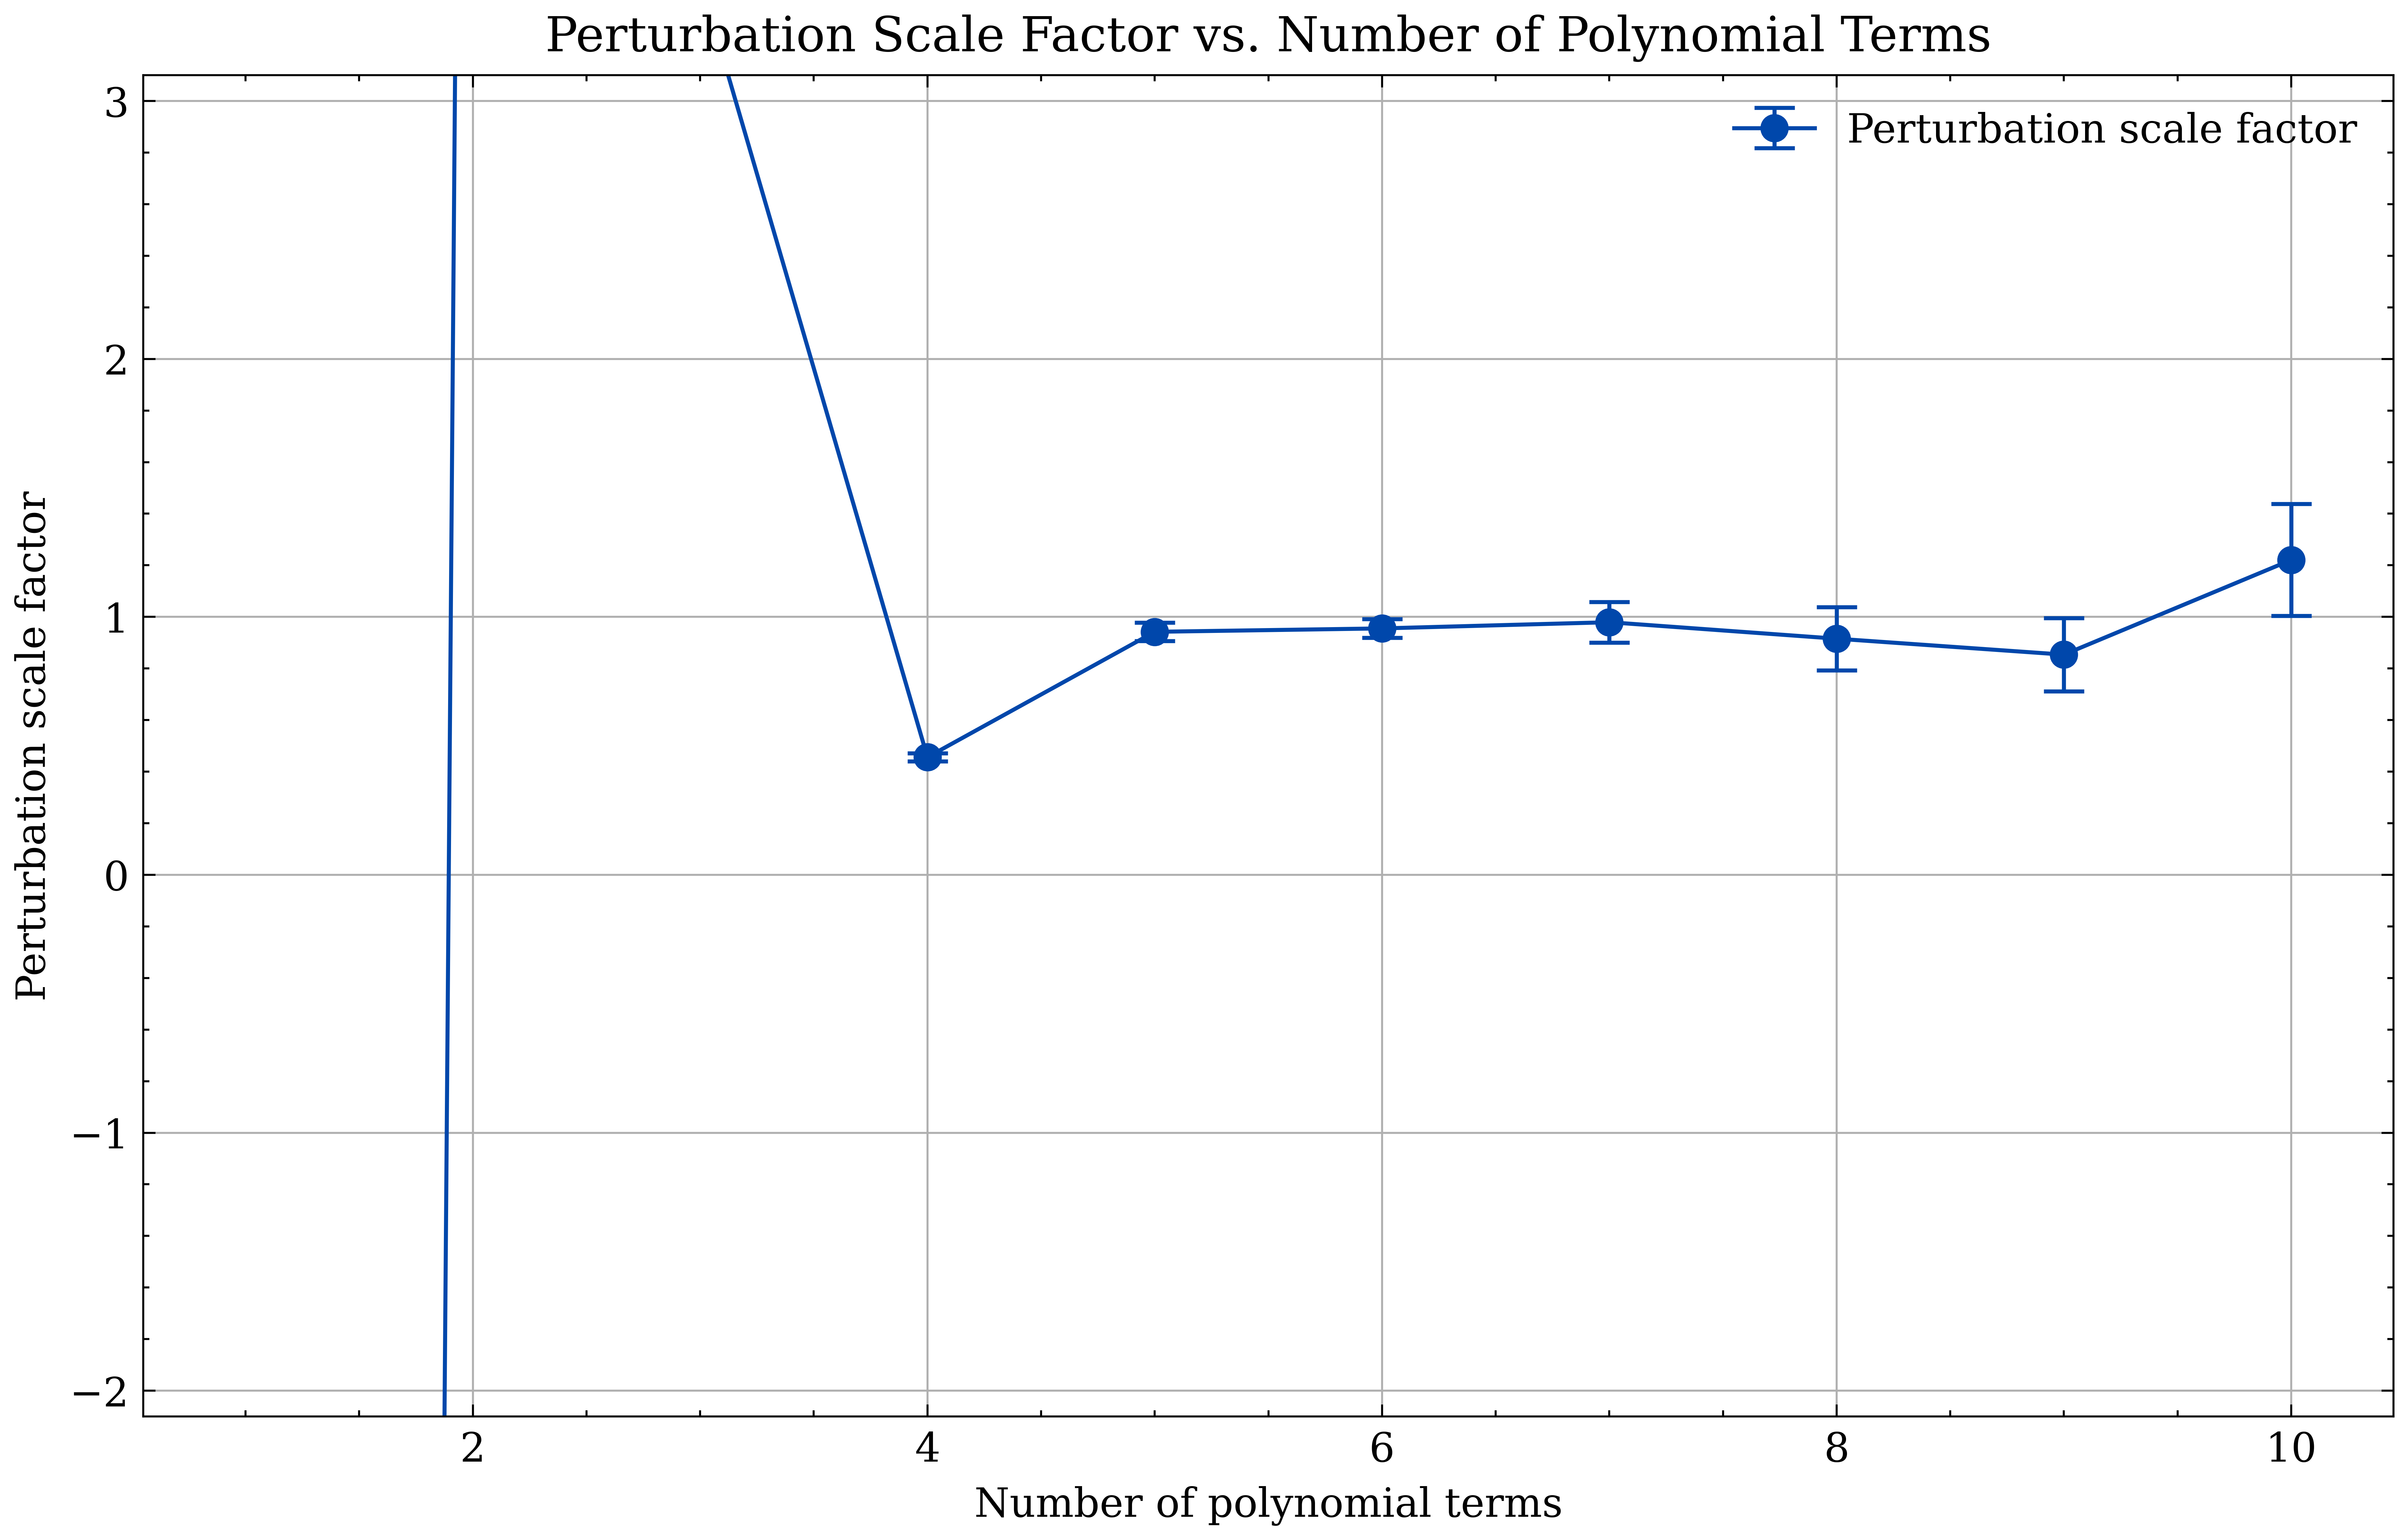 Perturbation Scale Factor vs. Number of Polynomial Terms
Perturbation scale factor
Perturbation scale factor
3
2
1
0
−1
−2
2 4 6 8 10
Number of polynomial terms